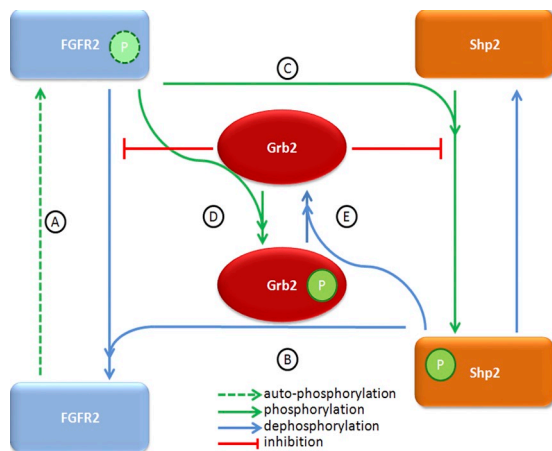 FGFR2
P
Shp2
C
Grb2
A
D
E
Grb2
P
B
P
Shp2
FGFR2
auto-phosphorylation
phosphorylation
dephosphorylation
inhibition